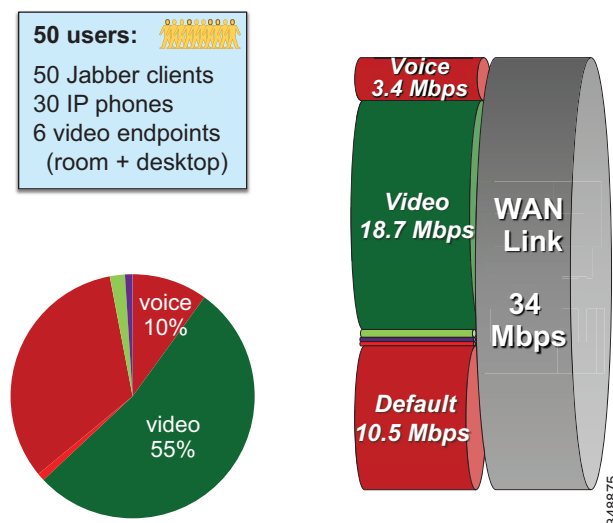 50 users:
50 Jabber clients
30 IP phones
6 video endpoints
(room + desktop)
Voice
3.4 Mbps
Video
18.7 Mbps
WAN
Link
34
Mbps
Default
10.5 Mbps
voice
10%
video
55%
348875